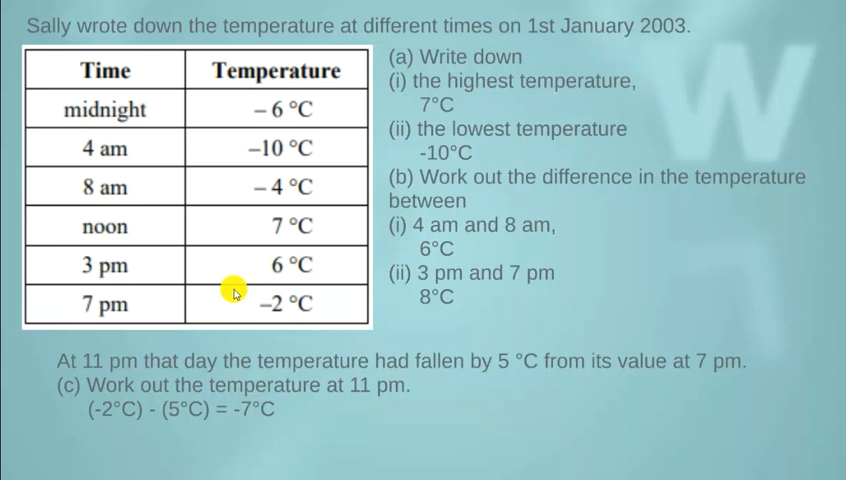 Sally wrote down the temperature at different times on 1st January 2003.
Time Temperature
midnight – 6 °C
4 am –10 °C
8 am – 4 °C
noon 7 °C
3 pm 6 °C
7 pm –2 °C
(a) Write down
(i) the highest temperature,
7°C
(ii) the lowest temperature
-10°C
(b) Work out the difference in the temperature
between
(i) 4 am and 8 am,
6°C
(ii) 3 pm and 7 pm
8°C
At 11 pm that day the temperature had fallen by 5 °C from its value at 7 pm.
(c) Work out the temperature at 11 pm.
(-2°C) - (5°C) = -7°C
W